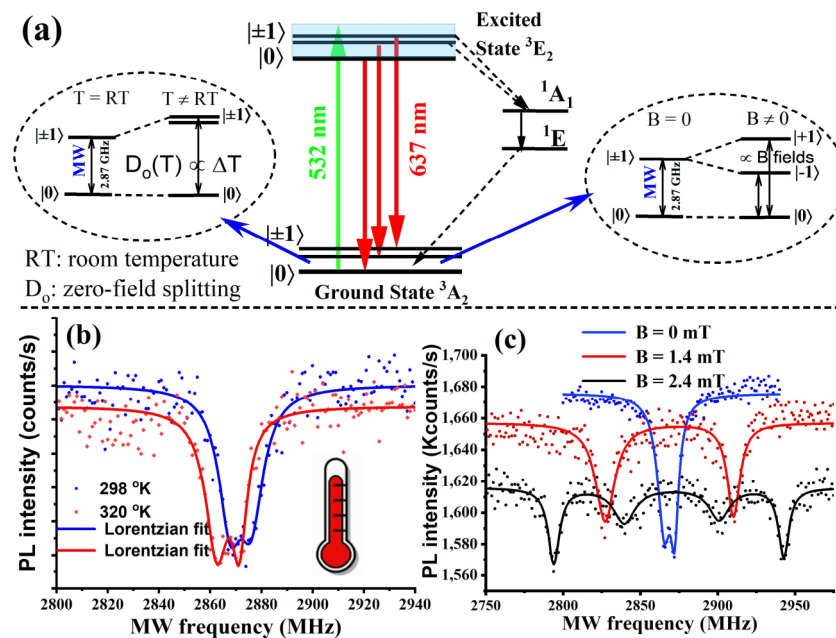 (a)
Excited
State ³E₂
|±1⟩
|0⟩
¹A₁
¹E
532 nm
637 nm
T = RT
T ≠ RT
|±1⟩
|±1⟩
MW
2.87 GHz
Dₒ(T) ∝ ΔT
|0⟩
|0⟩
B = 0
B ≠ 0
|+1⟩
|±1⟩
∝ B fields
|-1⟩
MW
2.87 GHz
|0⟩
|0⟩
|±1⟩
|0⟩
Ground State ³A₂
RT: room temperature
Dₒ: zero-field splitting
(b)
PL intensity (counts/s)
298 ºK
320 ºK
Lorentzian fit
Lorentzian fit
2800 2820 2840 2860 2880 2900 2920 2940
MW frequency (MHz)
(c)
B = 0 mT
B = 1.4 mT
B = 2.4 mT
PL intensity (Kcounts/s)
1,700
1,680
1,660
1,640
1,620
1,600
1,580
1,560
2750 2800 2850 2900 2950
MW frequency (MHz)